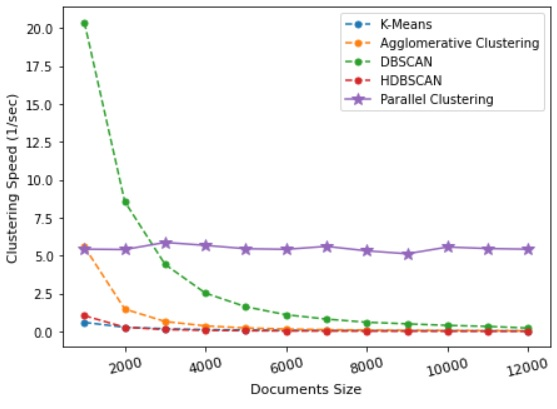 20.0
17.5
15.0
12.5
10.0
7.5
5.0
2.5
0.0
Clustering Speed (1/sec)
K-Means
Agglomerative Clustering
DBSCAN
HDBSCAN
Parallel Clustering
2000 4000 6000 8000 10000 12000
Documents Size